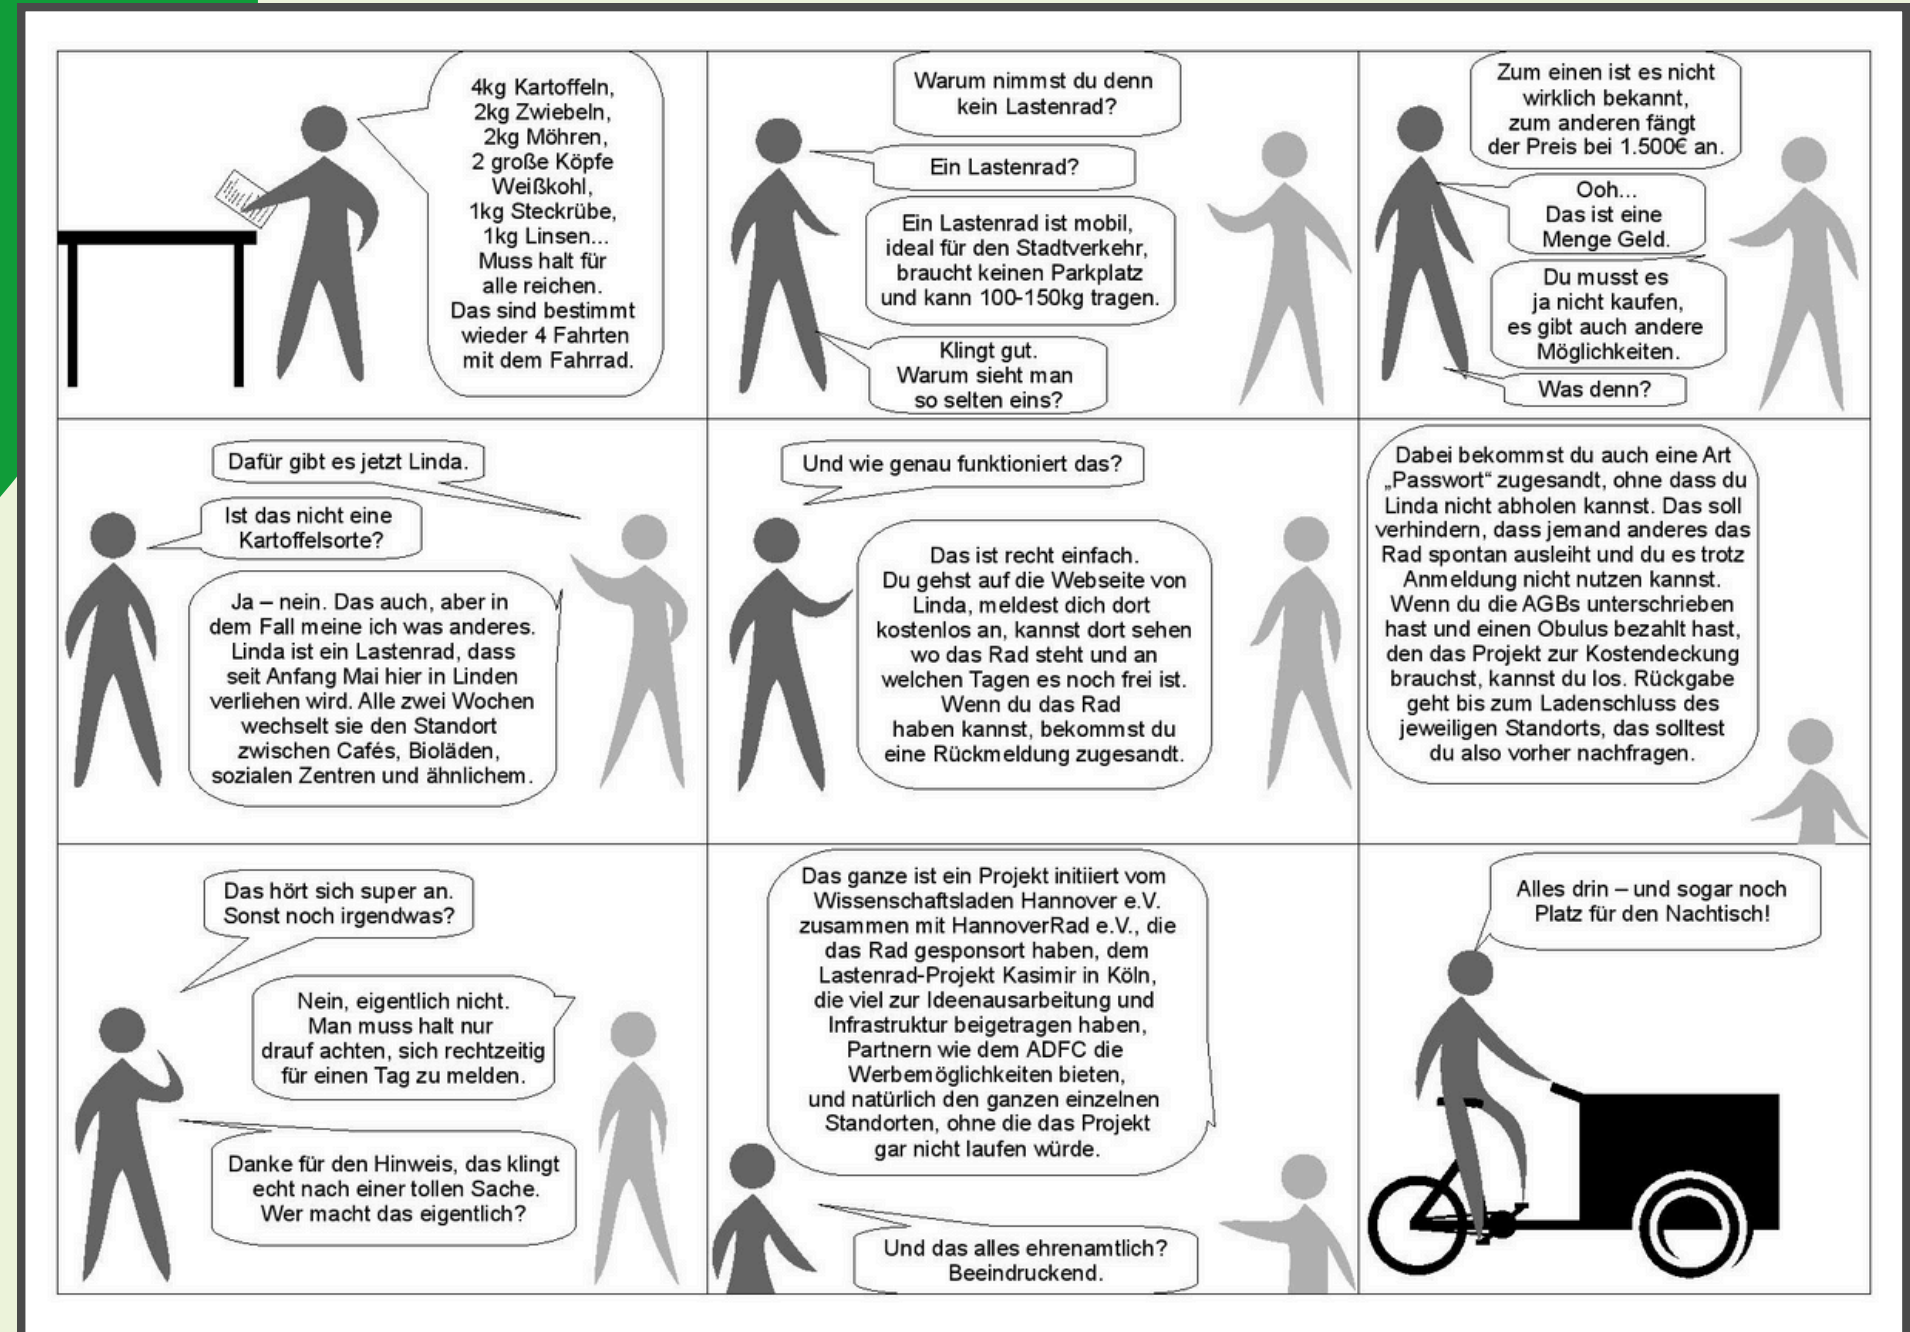 4kg Kartoffeln,
2kg Zwiebeln,
2kg Möhren,
2 große Köpfe
Weißkohl,
1kg Steckrübe,
1kg Linsen...
Muss halt für
alle reichen.
Das sind bestimmt
wieder 4 Fahrten
mit dem Fahrrad.
Warum nimmst du denn
kein Lastenrad?
Ein Lastenrad?
Ein Lastenrad ist mobil,
ideal für den Stadtverkehr,
braucht keinen Parkplatz
und kann 100-150kg tragen.
Klingt gut.
Warum sieht man
so selten eins?
Zum einen ist es nicht
wirklich bekannt,
zum anderen fängt
der Preis bei 1.500€ an.
Ooh...
Das ist eine
Menge Geld.
Du musst es
ja nicht kaufen,
es gibt auch andere
Möglichkeiten.
Was denn?
Dafür gibt es jetzt Linda.
Ist das nicht eine
Kartoffelsorte?
Ja – nein. Das auch, aber in
dem Fall meine ich was anderes.
Linda ist ein Lastenrad, dass
seit Anfang Mai hier in Linden
verliehen wird. Alle zwei Wochen
wechselt sie den Standort
zwischen Cafés, Bioläden,
sozialen Zentren und ähnlichem.
Und wie genau funktioniert das?
Das ist recht einfach.
Du gehst auf die Webseite von
Linda, meldest dich dort
kostenlos an, kannst dort sehen
wo das Rad steht und an
welchen Tagen es noch frei ist.
Wenn du das Rad
haben kannst, bekommst du
eine Rückmeldung zugesandt.
Dabei bekommst du auch eine Art
„Passwort“ zugesandt, ohne dass du
Linda nicht abholen kannst. Das soll
verhindern, dass jemand anderes das
Rad spontan ausleiht und du es trotz
Anmeldung nicht nutzen kannst.
Wenn du die AGBs unterschrieben
hast und einen Obulus bezahlt hast,
den das Projekt zur Kostendeckung
brauchst, kannst du los. Rückgabe
geht bis zum Ladenschluss des
jeweiligen Standorts, das solltest
du also vorher nachfragen.
Das hört sich super an.
Sonst noch irgendwas?
Nein, eigentlich nicht.
Man muss halt nur
drauf achten, sich rechtzeitig
für einen Tag zu melden.
Danke für den Hinweis, das klingt
echt nach einer tollen Sache.
Wer macht das eigentlich?
Das ganze ist ein Projekt initiiert vom
Wissenschaftsladen Hannover e.V.
zusammen mit HannoverRad e.V., die
das Rad gesponsort haben, dem
Lastenrad-Projekt Kasimir in Köln,
die viel zur Ideenausarbeitung und
Infrastruktur beigetragen haben,
Partnern wie dem ADFC die
Werbemöglichkeiten bieten,
und natürlich den ganzen einzelnen
Standorten, ohne die das Projekt
gar nicht laufen würde.
Und das alles ehrenamtlich?
Beeindruckend.
Alles drin – und sogar noch
Platz für den Nachtisch!